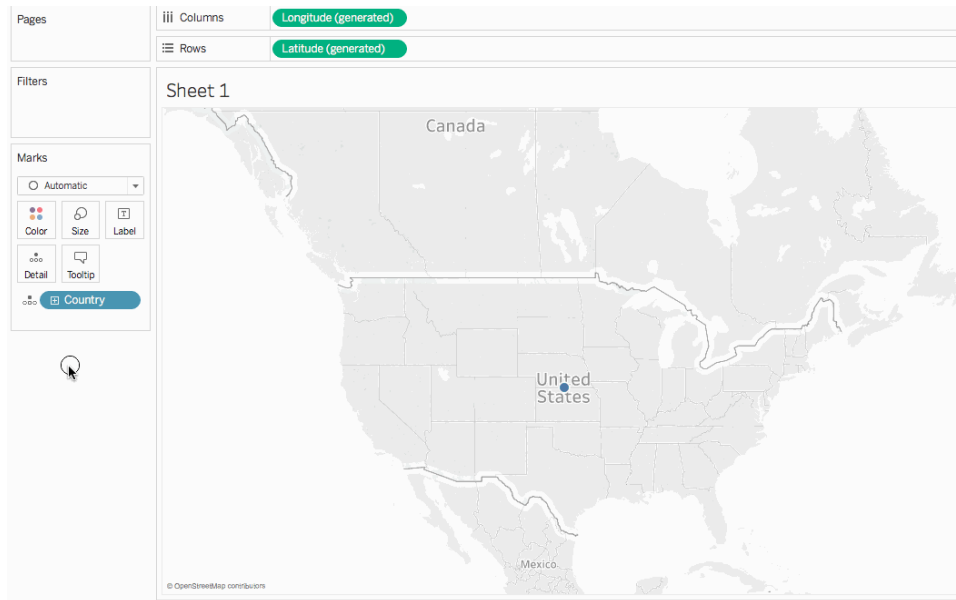 Pages
Columns
Longitude (generated)
Rows
Latitude (generated)
Filters
Sheet 1
Canada
Marks
Automatic
Color
Size
T
Label
Detail
Tooltip
Country
United
States
Mexico
© OpenStreetMap contributors